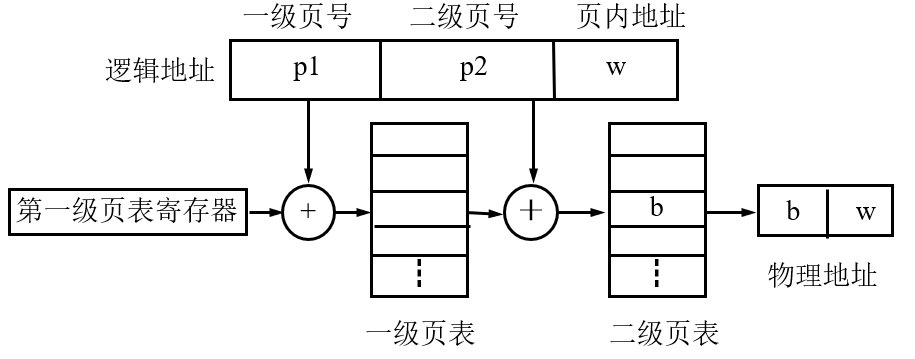 一级页号 二级页号 页内地址
逻辑地址 p1 p2 w
第一级页表寄存器 + + b b w
物理地址
一级页表 二级页表